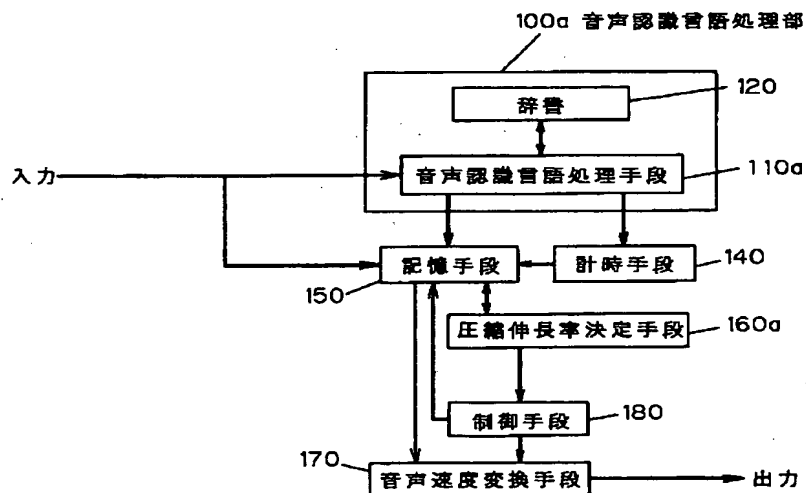 100a 音声認識言語処理部
辞書
120
入力
音声認識言語処理手段
110a
記憶手段
計時手段
140
150
圧縮伸長率決定手段
160a
制御手段
180
170
音声速度変換手段
出力